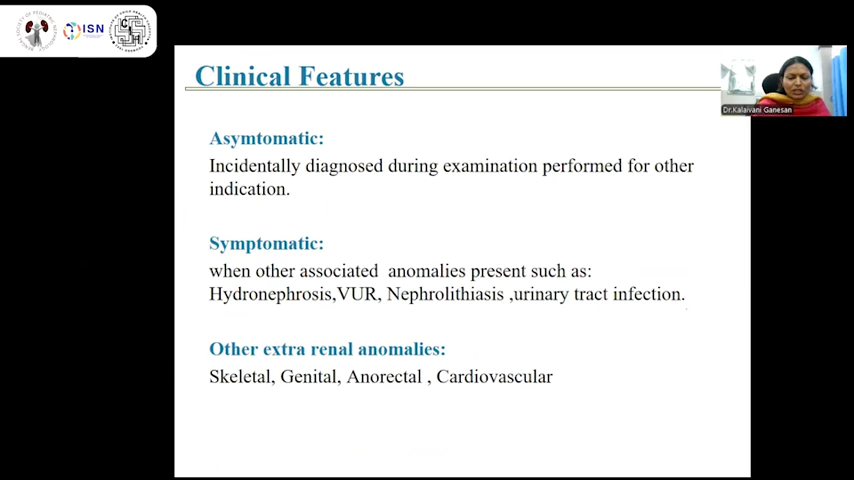 ISN
Clinical Features
Dr.Kalaivani Ganesan
Asymtomatic:
Incidentally diagnosed during examination performed for other
indication.
Symptomatic:
when other associated anomalies present such as:
Hydronephrosis,VUR, Nephrolithiasis ,urinary tract infection.
Other extra renal anomalies:
Skeletal, Genital, Anorectal , Cardiovascular